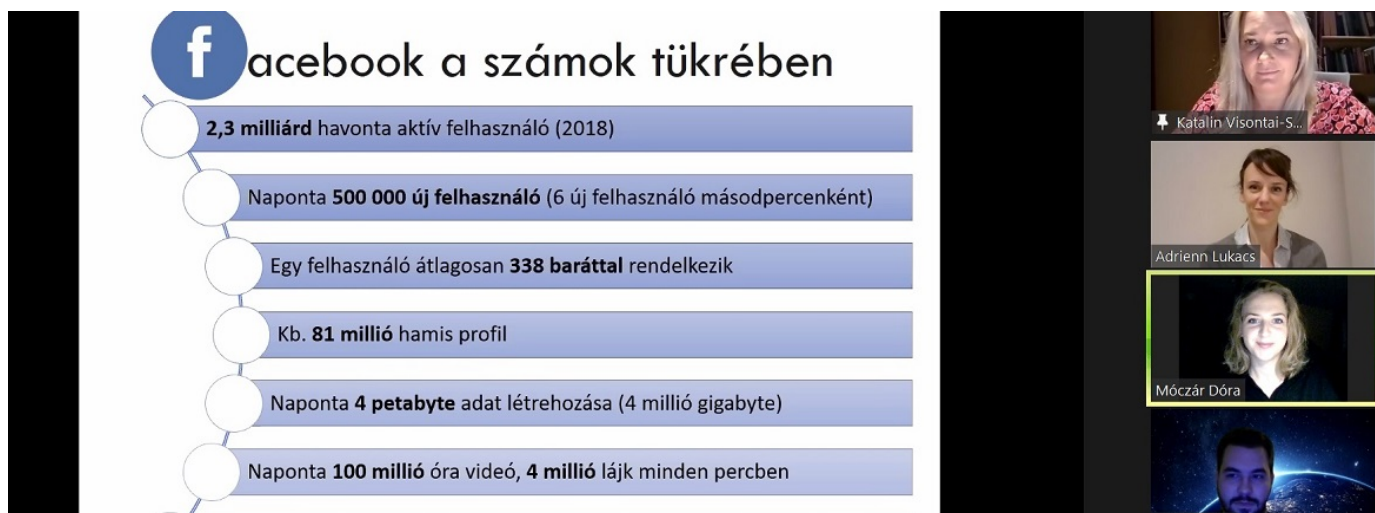 facebook a számok tükrében
2,3 milliárd havonta aktív felhasználó (2018)
Naponta 500 000 új felhasználó (6 új felhasználó másodpercenként)
Egy felhasználó átlagosan 338 baráttal rendelkezik
Kb. 81 millió hamis profil
Naponta 4 petabyte adat létrehozása (4 millió gigabyte)
Naponta 100 millió óra videó, 4 millió lájk minden percben
Katalin Visontai-S...
Adrienn Lukacs
Móczár Dóra